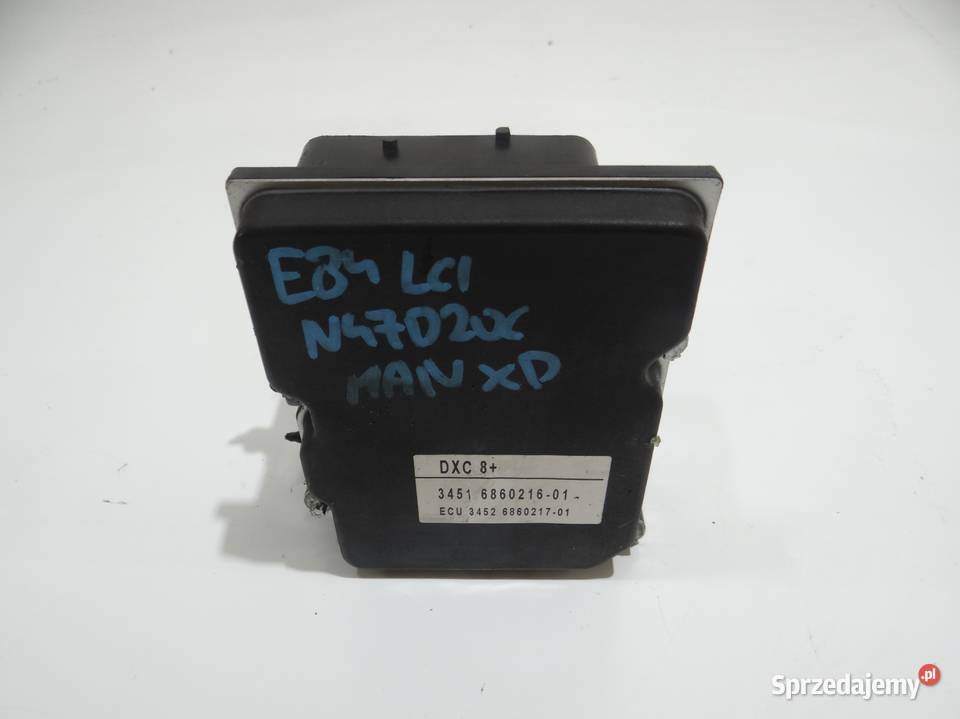 E84 LCI
N47D20C
MAN XD
DXC 8+
3451 6860216-01-
ECU 3452 6860217-01
Sprzedajemy.pl